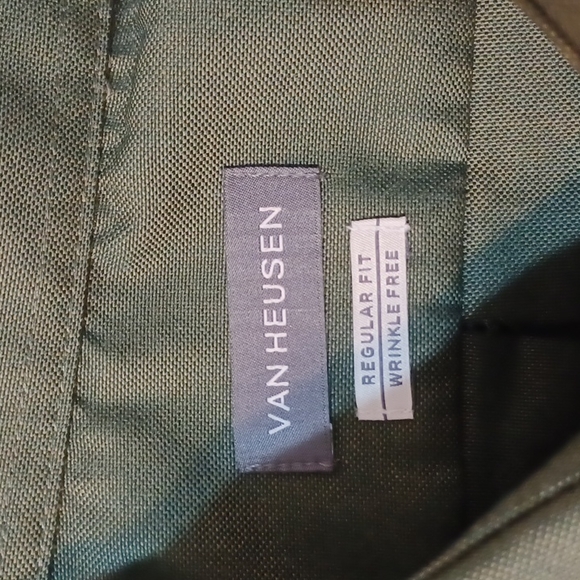 VAN HEUSEN
REGULAR FIT
WRINKLE FREE